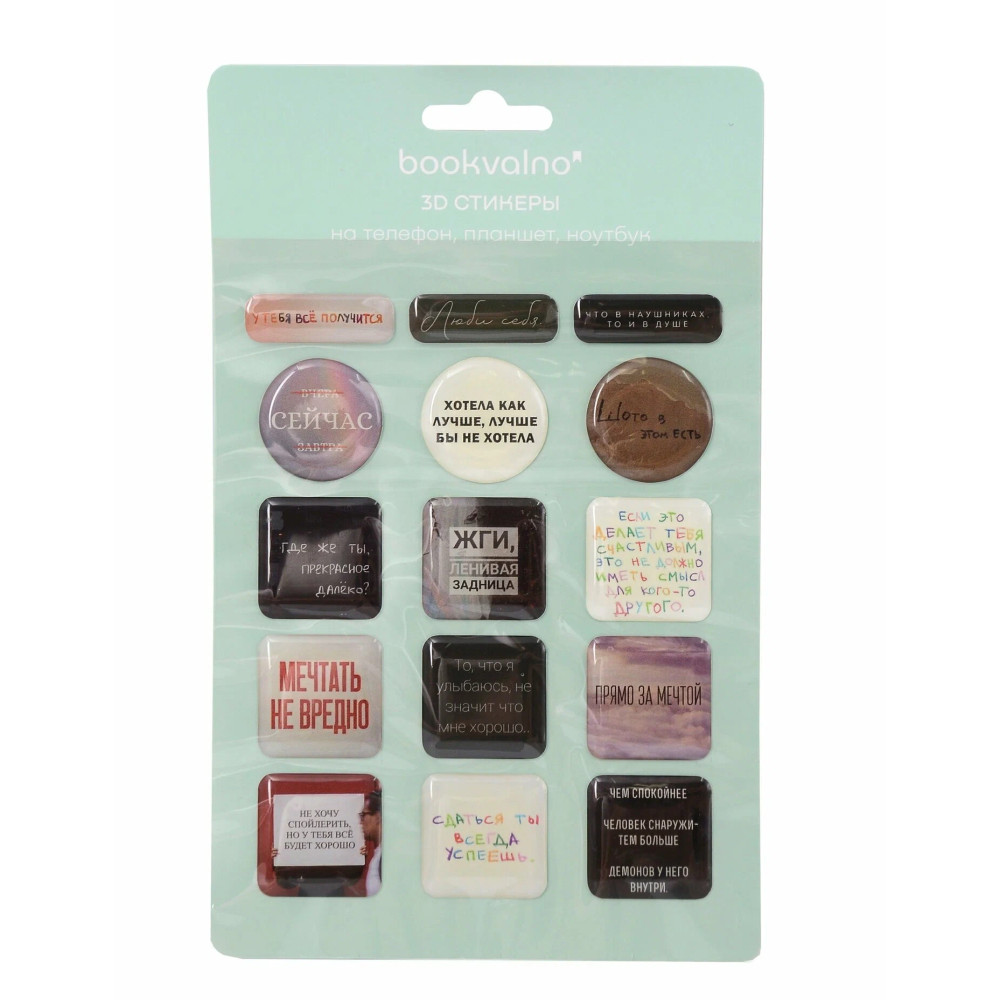 bookvalno
3D СТИКЕРЫ
на телефон, планшет, ноутбук
У ТЕБЯ ВСЁ ПОЛУЧИТСЯ
Люби себя.
ЧТО В НАУШНИКАХ,
ТО И В ДУШЕ
ВЧЕРА
СЕЙЧАС
ЗАВТРА
ХОТЕЛА КАК
ЛУЧШЕ, ЛУЧШЕ
БЫ НЕ ХОТЕЛА
Шото в
этом есть
ГДЕ ЖЕ ТЫ,
ПРЕКРАСНОЕ
ДАЛЁКО?
ЖГИ,
ЛЕНИВАЯ
ЗАДНИЦА
ЕСЛИ ЭТО
ДЕЛАЕТ ТЕБЯ
СЧАСТЛИВЫМ,
ЭТО НЕ ДОЛЖНО
ИМЕТЬ СМЫСЛ
ДЛЯ КОГО-ТО
ДРУГОГО.
МЕЧТАТЬ
НЕ ВРЕДНО
То, что я
улыбаюсь, не
значит что
мне хорошо..
ПРЯМО ЗА МЕЧТОЙ
НЕ ХОЧУ
СПОЙЛЕРИТЬ,
НО У ТЕБЯ ВСЁ
БУДЕТ ХОРОШО
СДАТЬСЯ ТЫ
ВСЕГДА
УСПЕЕШЬ.
ЧЕМ СПОКОЙНЕЕ
ЧЕЛОВЕК СНАРУЖИ-
ТЕМ БОЛЬШЕ
ДЕМОНОВ У НЕГО
ВНУТРИ.